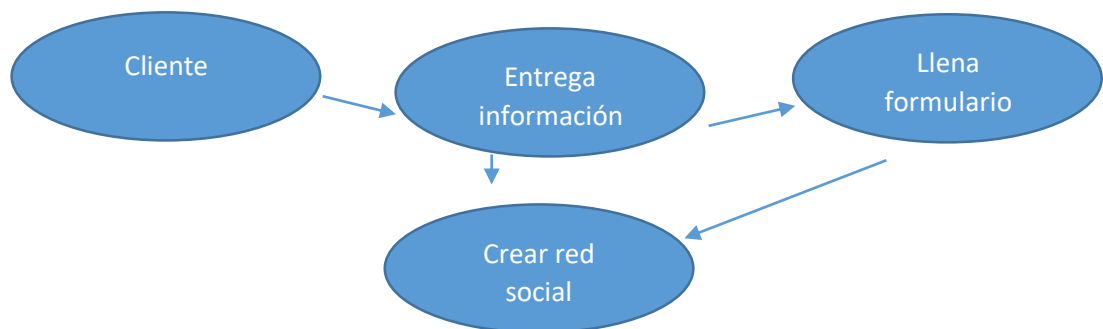 Cliente
Entrega
información
Llena
formulario
Crear red
social